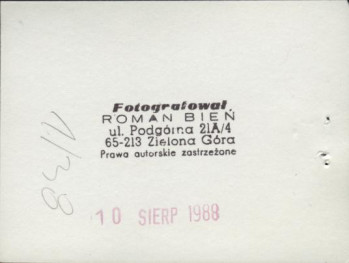 Fotografował
ROMAN BIEŃ
ul. Podgórna 21A/4
65-213 Zielona Góra
Prawa autorskie zastrzeżone
10 SIERP 1988